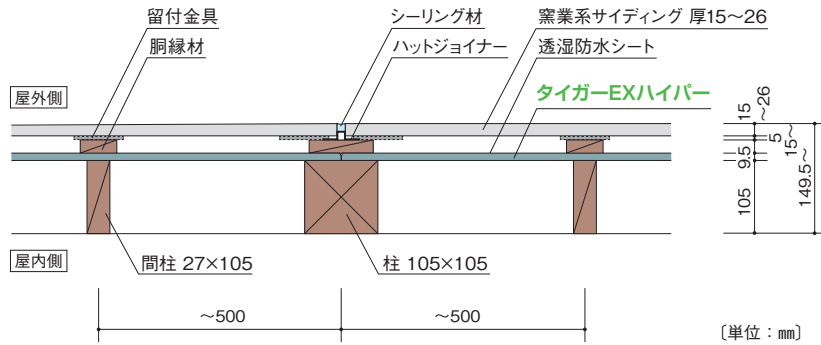 留付金具
シーリング材
窯業系サイディング 厚15〜26
胴縁材
ハットジョイナー
透湿防水シート
屋外側
タイガーEXハイパー
15
〜26
5
15〜
9.5
105
149.5〜
屋内側
間柱 27×105
柱 105×105
〜500
〜500
〔単位：㎜〕